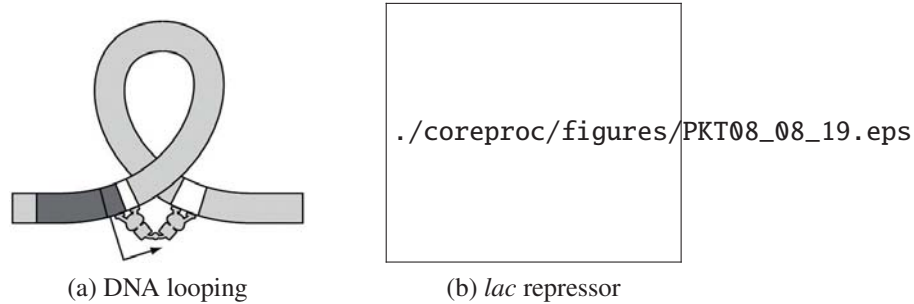 ./coreproc/figures/PKT08_08_19.eps
(a) DNA looping
(b) lac repressor